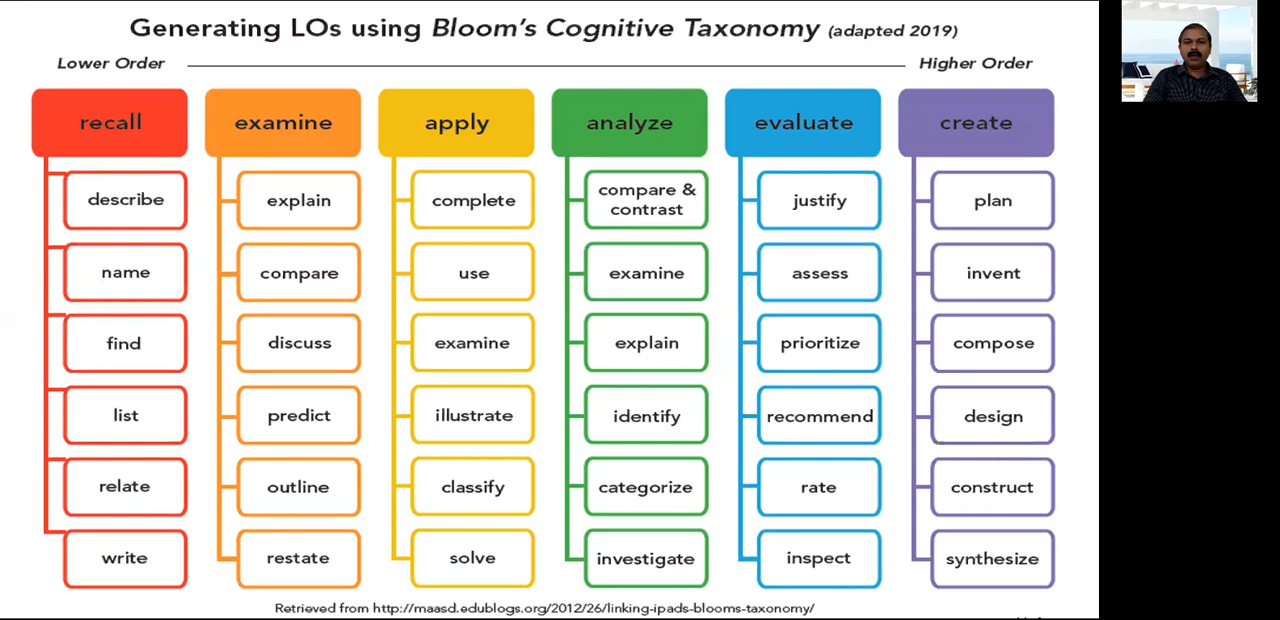 Generating LOs using Bloom's Cognitive Taxonomy (adapted 2019)
Lower Order
Higher Order
recall
examine
apply
analyze
evaluate
create
describe
explain
complete
compare &
contrast
justify
plan
name
compare
use
examine
assess
invent
find
discuss
examine
explain
prioritize
compose
list
predict
illustrate
identify
recommend
design
relate
outline
classify
categorize
rate
construct
write
restate
solve
investigate
inspect
synthesize
Retrieved from http://maasd.edublogs.org/2012/26/linking-ipads-blooms-taxonomy/